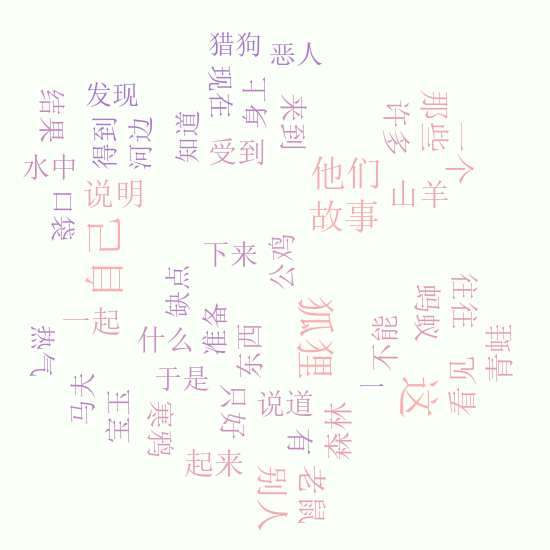 猎狗
恶人
现在
身上
发现
结果
得到
河边
知道
受到
来到
许多
那些
一个
水中
口袋
说明
他们
故事
山羊
自己
下来
公鸡
缺点
一起
什么
准备
东西
狐狸
蚂蚁
往往
不能
驴背
看见
这
热气
马夫
宝玉
于是
寒鸦
只好
说道
有
森林
起来
别人
老鼠
一